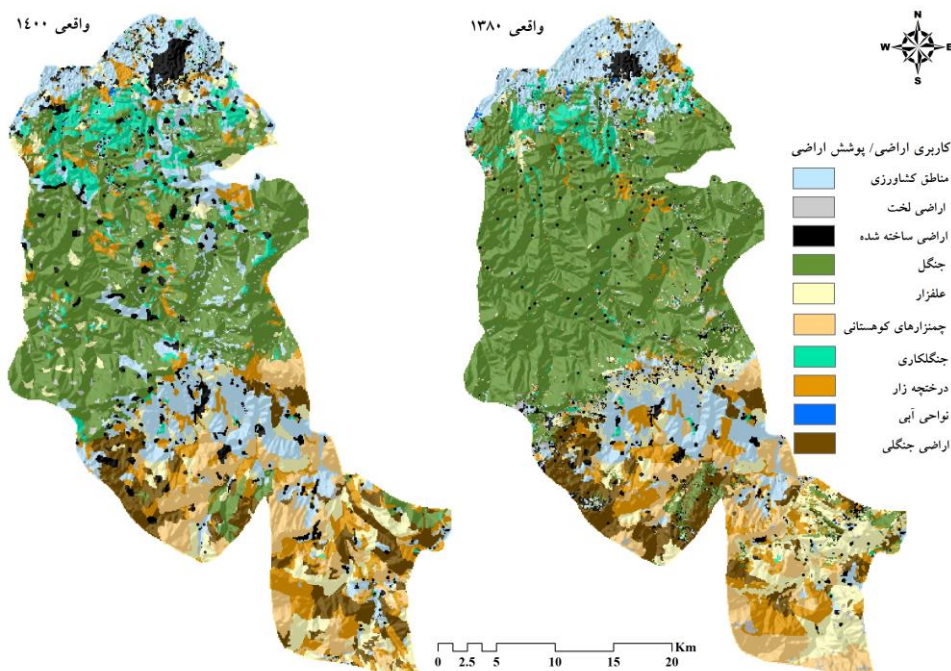 واقعی ۱۴۰۰
واقعی ۱۳۸۰
N
W E
S
کاربری اراضی/ پوشش اراضی
مناطق کشاورزی
اراضی لخت
اراضی ساخته شده
جنگل
علفزار
چمنزارهای کوهستانی
جنگلکاری
درختچه زار
نواحی آبی
اراضی جنگلی
Km
0 2.5 5 10 15 20